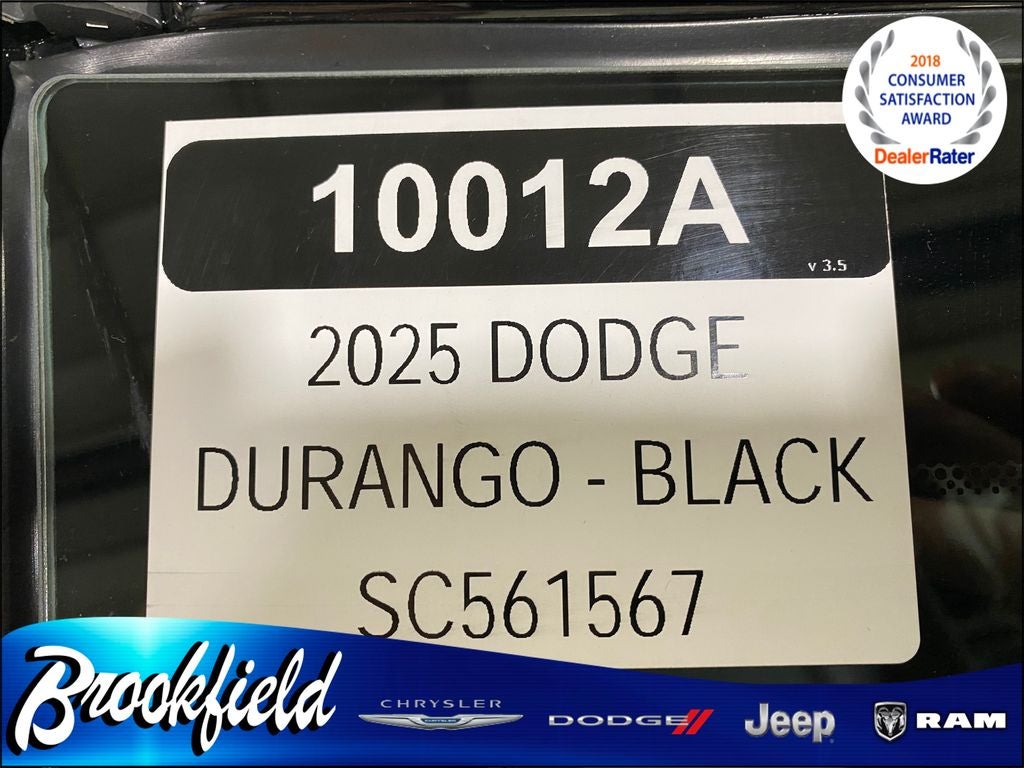 2018
CONSUMER
SATISFACTION
AWARD
DealerRater
10012A
v 3.5
2025 DODGE
DURANGO - BLACK
SC561567
Brookfield
CHRYSLER
DODGE
Jeep
RAM